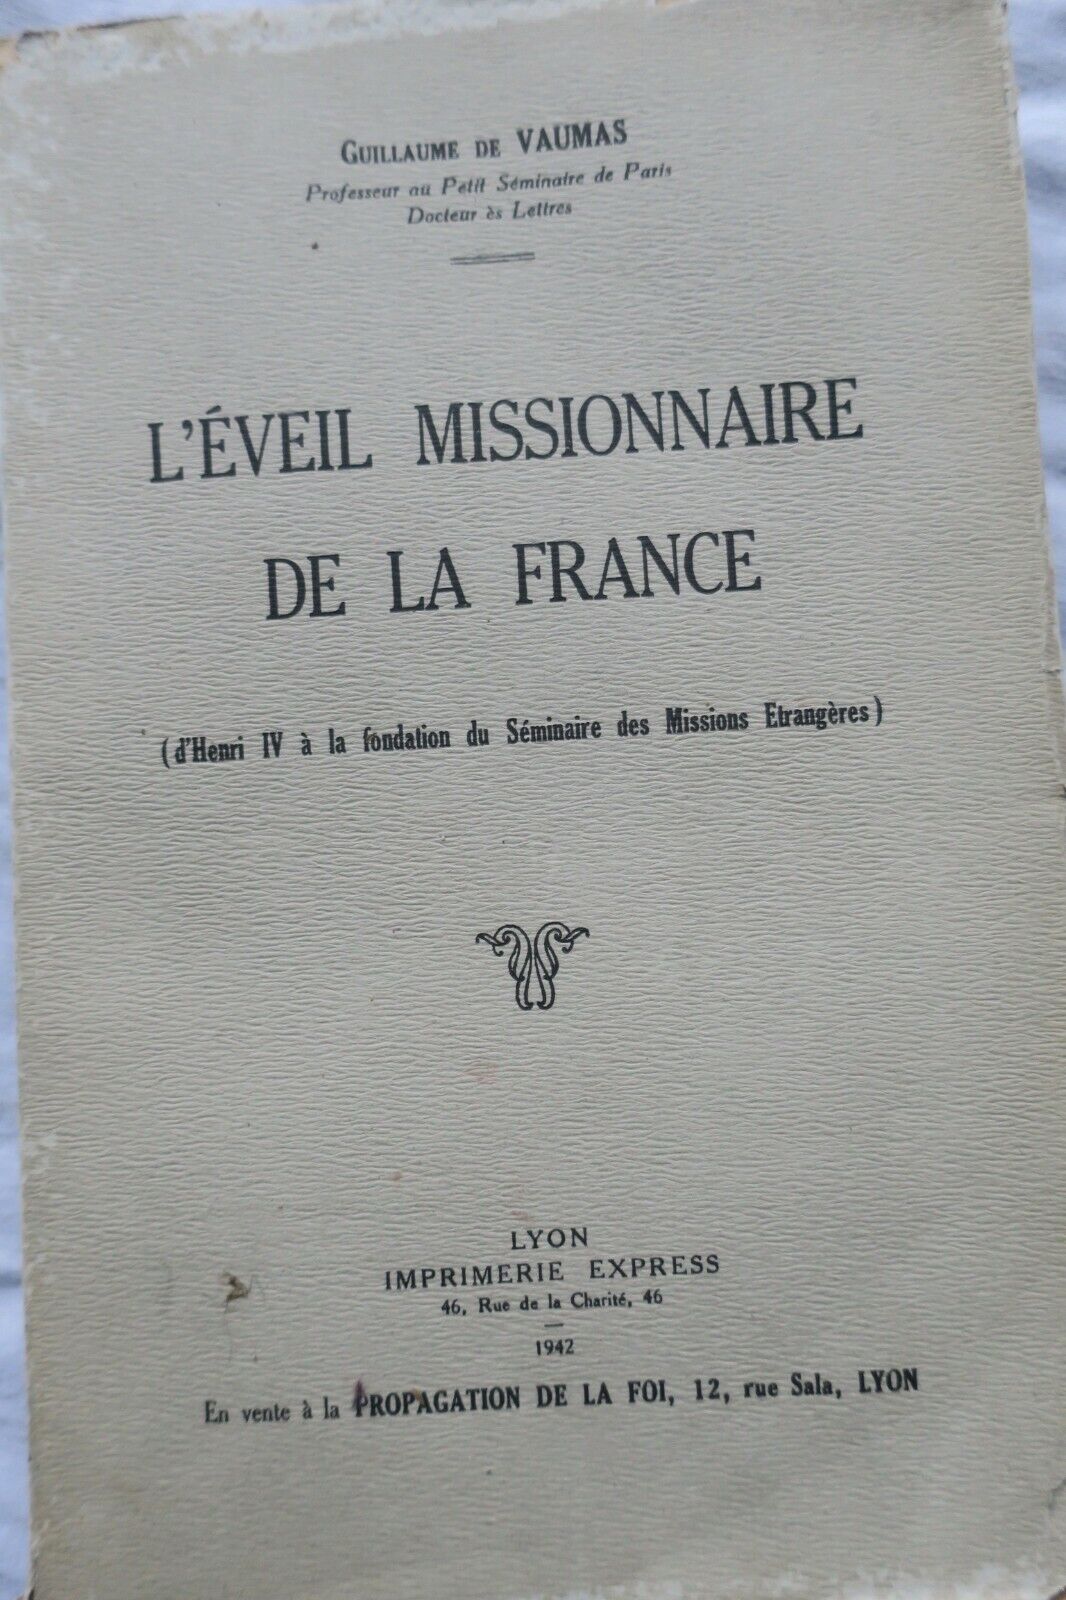 GUILLAUME DE VAUMAS
Professeur au Petit Séminaire de Paris
Docteur ès Lettres
L'ÉVEIL MISSIONNAIRE
DE LA FRANCE
(d'Henri IV à la fondation du Séminaire des Missions Etrangères)
LYON
IMPRIMERIE EXPRESS
46, Rue de la Charité, 46
1942
En vente à la PROPAGATION DE LA FOI, 12, rue Sala, LYON